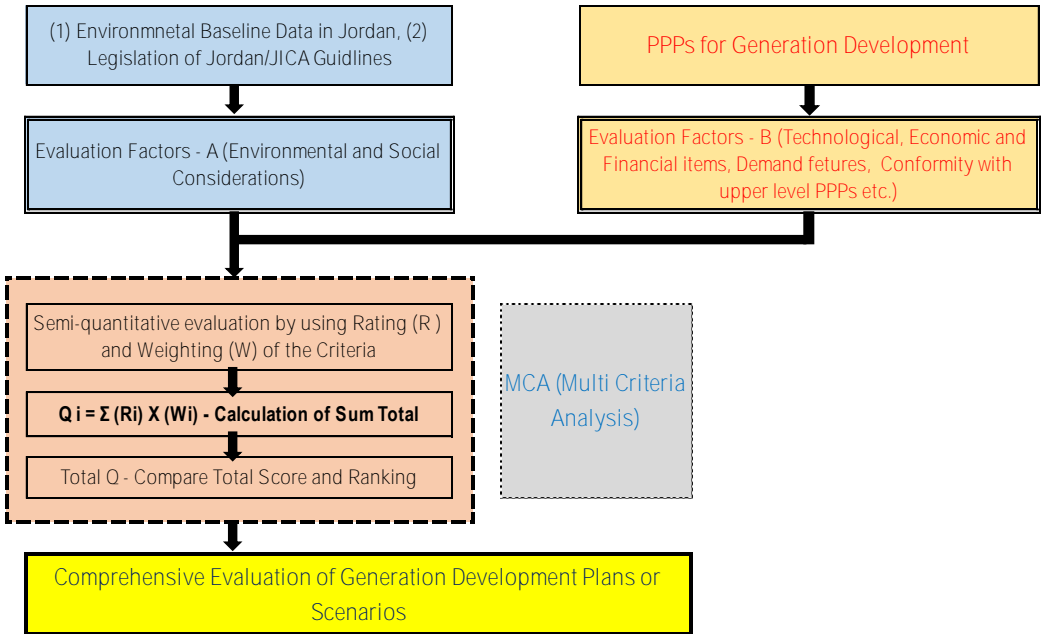 (1) Environmnetal Baseline Data in Jordan, (2)
Legislation of Jordan/JICA Guidlines
PPPs for Generation Development
Evaluation Factors - A (Environmental and Social
Considerations)
Evaluation Factors - B (Technological, Economic and
Financial items, Demand fetures, Conformity with
upper level PPPs etc.)
Semi-quantitative evaluation by using Rating (R )
and Weighting (W) of the Criteria
Q i = Σ (Ri) X (Wi) - Calculation of Sum Total
Total Q - Compare Total Score and Ranking
MCA (Multi Criteria
Analysis)
Comprehensive Evaluation of Generation Development Plans or
Scenarios